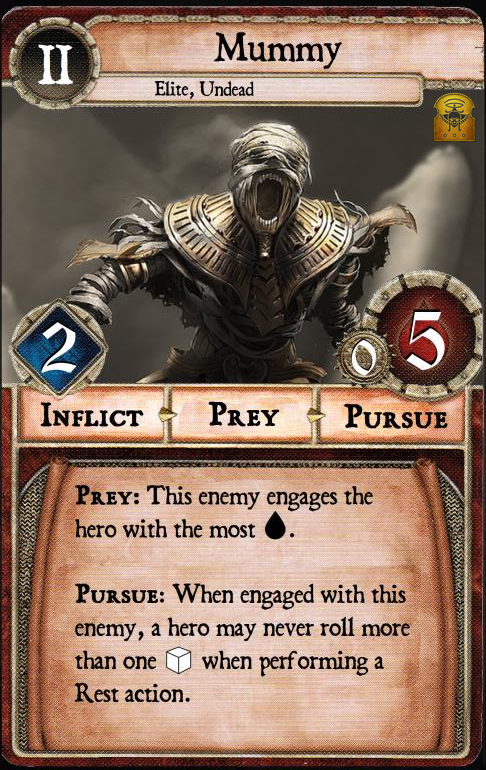 II
Mummy
Elite, Undead
2
0
5
INFLICT
PREY
PURSUE
PREY: This enemy engages the
hero with the most .
PURSUE: When engaged with this
enemy, a hero may never roll more
than one when performing a
Rest action.